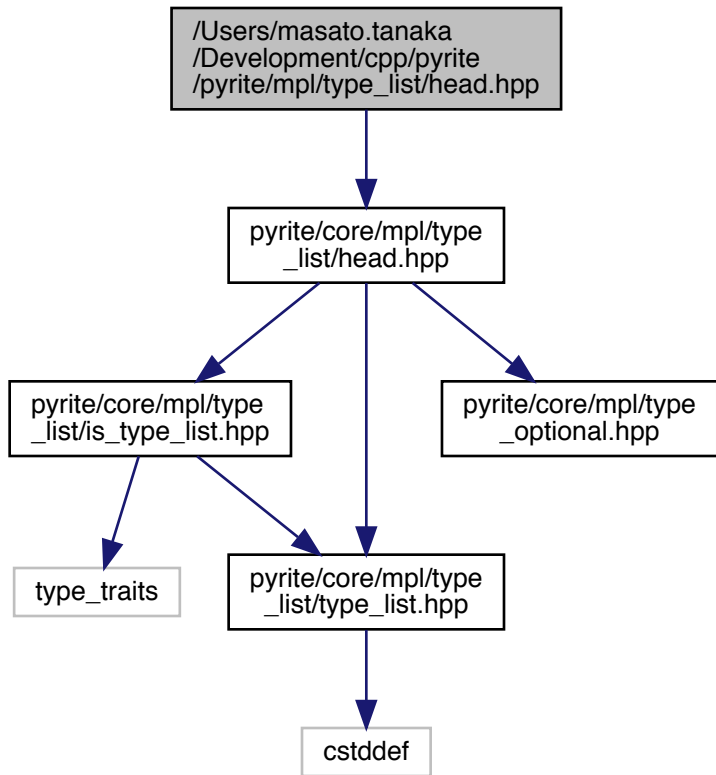 /Users/masato.tanaka
/Development/cpp/pyrite
/pyrite/mpl/type_list/head.hpp
pyrite/core/mpl/type
_list/head.hpp
pyrite/core/mpl/type
_list/is_type_list.hpp
pyrite/core/mpl/type
_optional.hpp
type_traits
pyrite/core/mpl/type
_list/type_list.hpp
cstddef